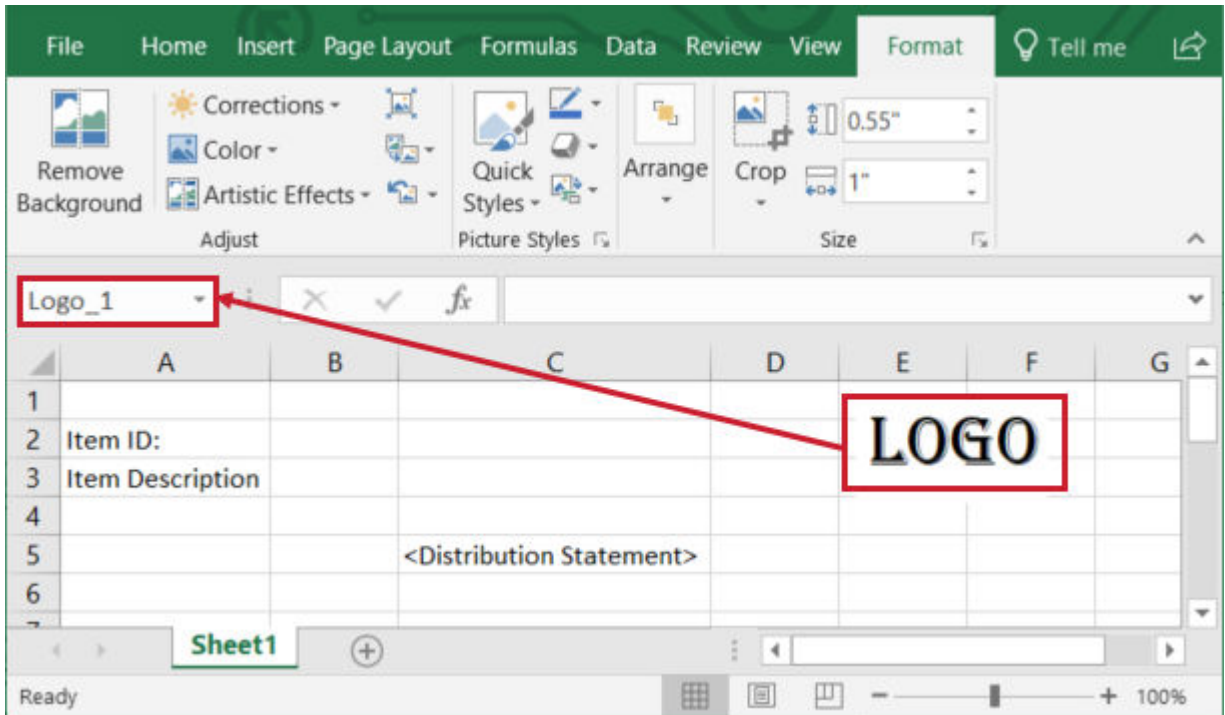 File Home Insert Page Layout Formulas Data Review View Format Tell me
Corrections
Color
Artistic Effects
Remove
Background
Adjust
Quick
Styles
Picture Styles
Arrange
Crop
0.55"
1"
Size
Logo_1
fx
A B C D E F G
1
2 Item ID:
3 Item Description
4
5 <Distribution Statement>
6
LOGO
Sheet1
Ready
100%